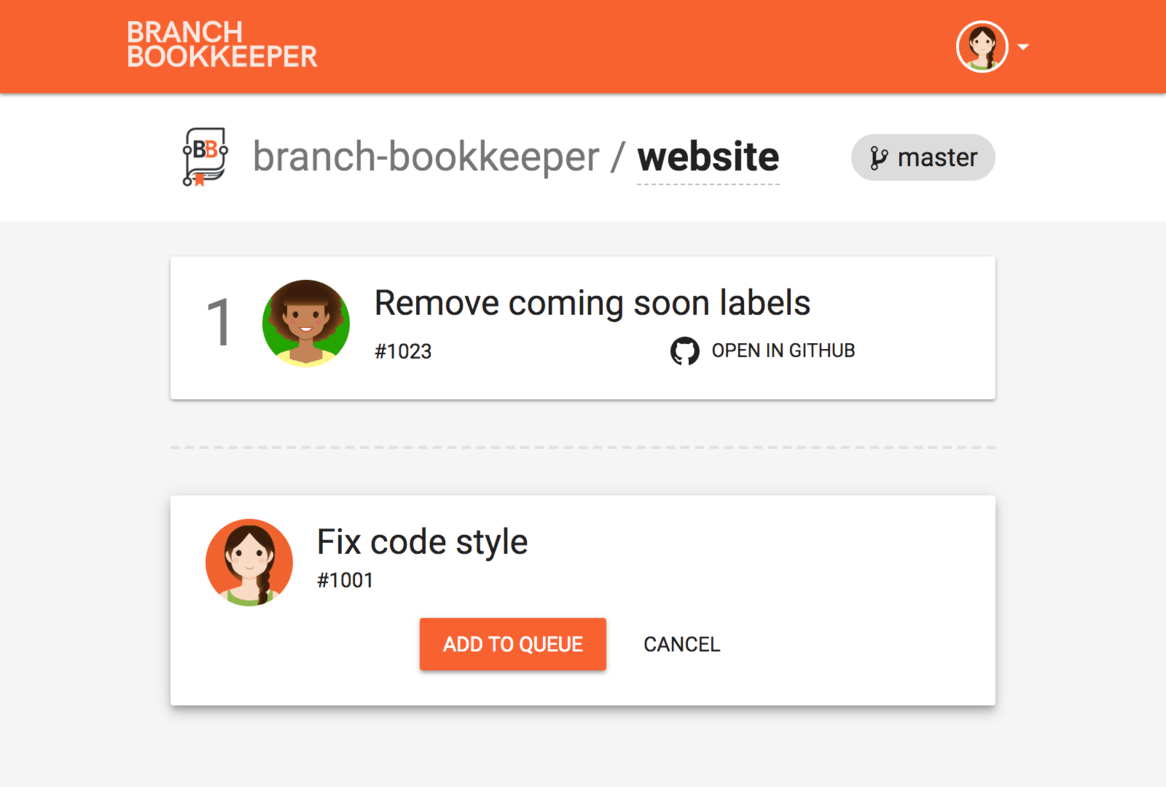 BRANCH
BOOKKEEPER
BB
branch-bookkeeper / website
master
1
Remove coming soon labels
#1023
OPEN IN GITHUB
Fix code style
#1001
ADD TO QUEUE
CANCEL